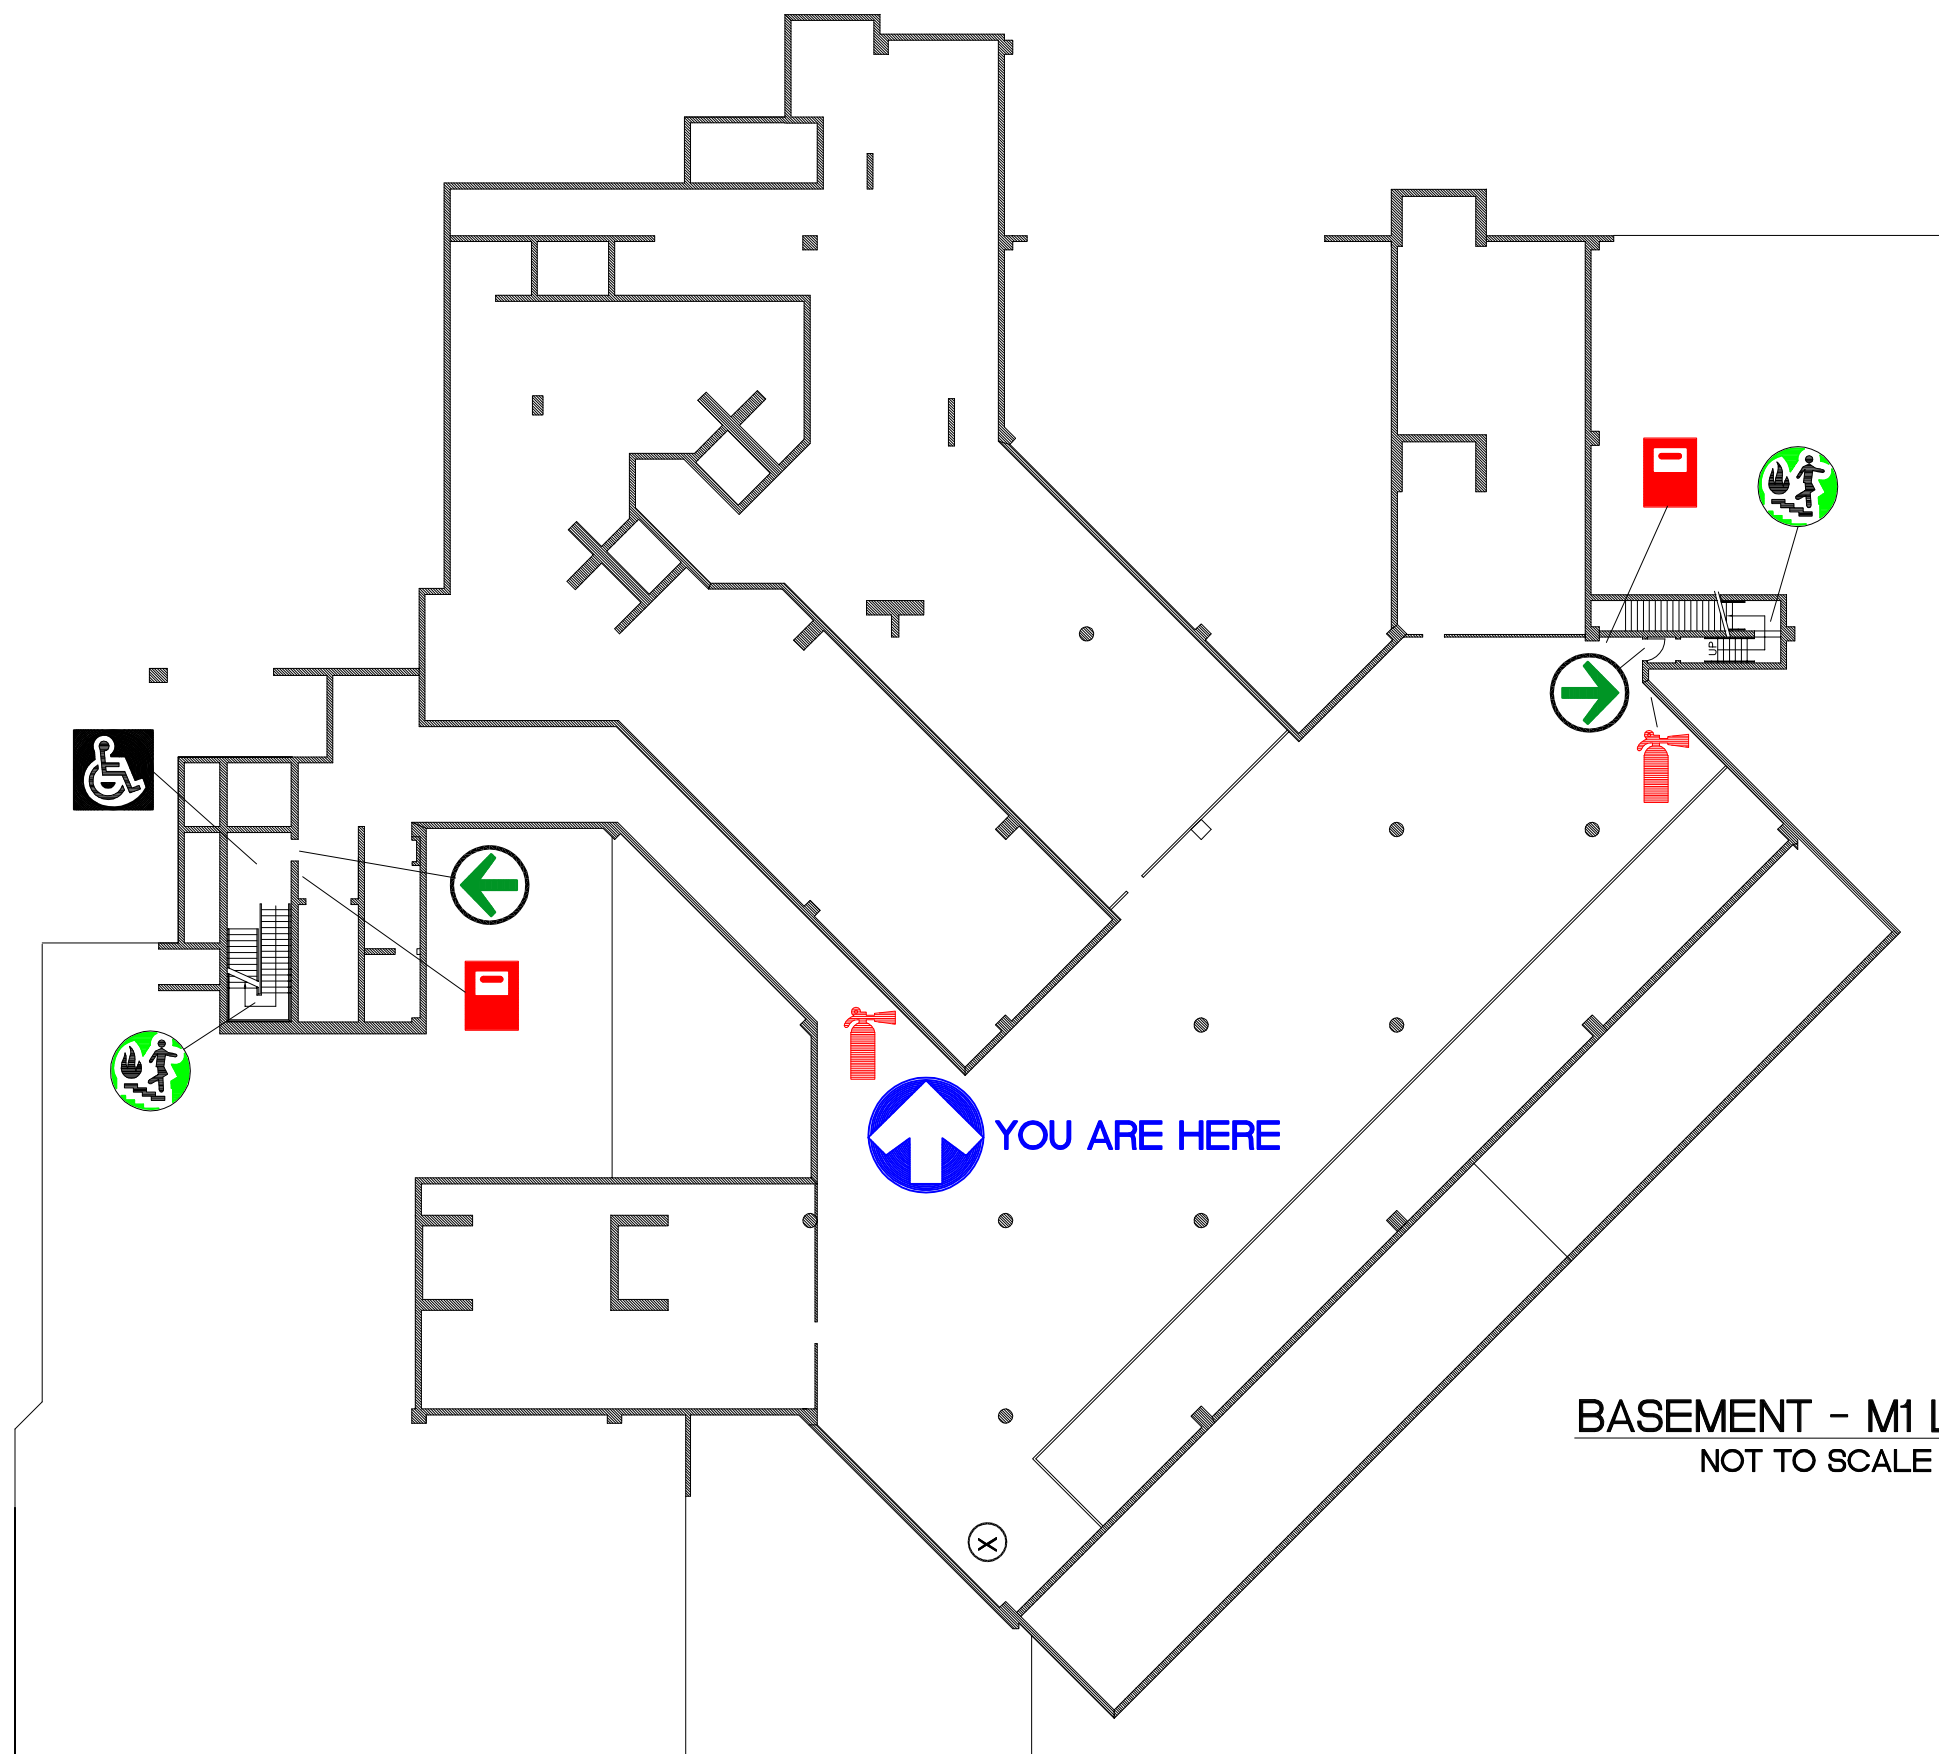 UP
YOU ARE HERE
BASEMENT - M1 L
NOT TO SCALE
X